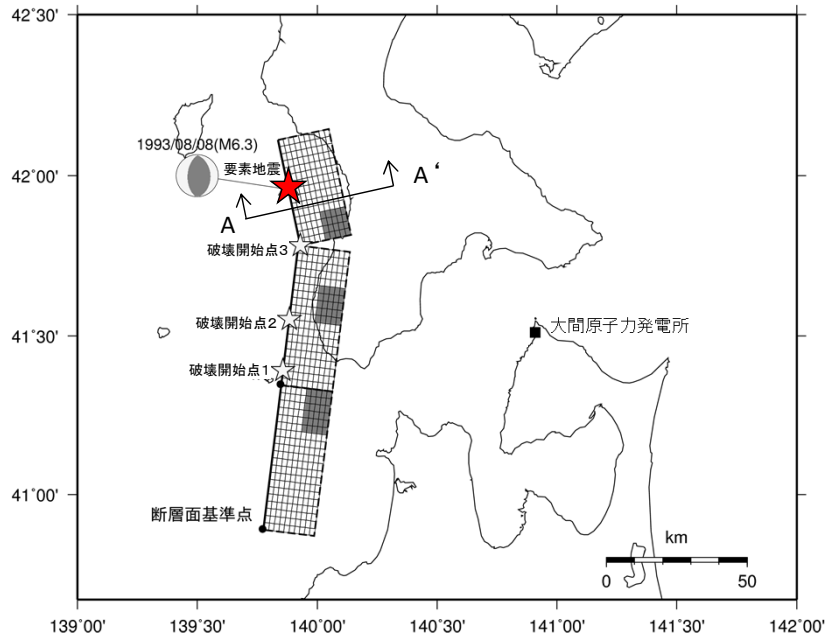 42°30'
1993/08/08(M6.3)
要素地震
42°00'
A
A‘
破壊開始点3
破壊開始点2
大間原子力発電所
41°30'
破壊開始点1
41°00'
断層面基準点
km
0
50
139°00'
139°30'
140°00'
140°30'
141°00'
141°30'
142°00'